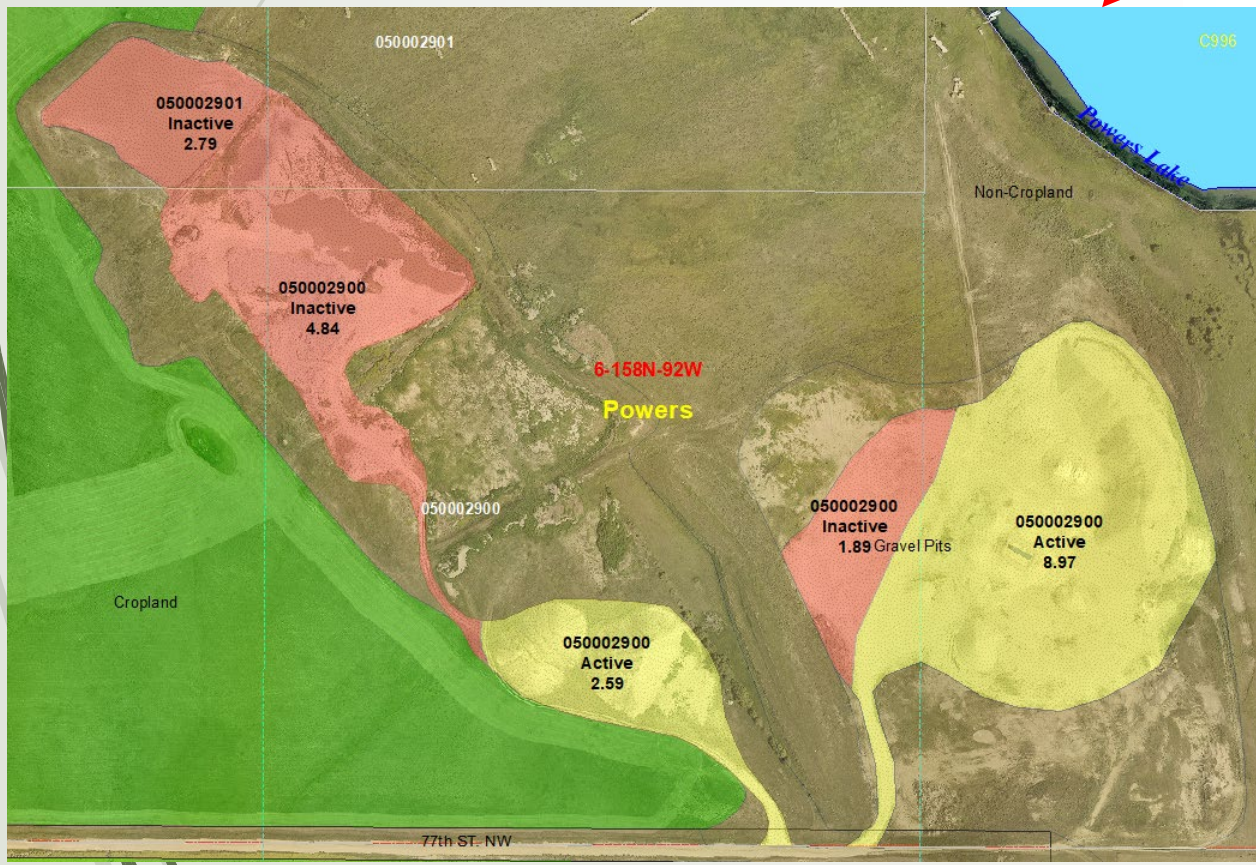 050002901
C996
050002901
Inactive
2.79
Powers Lake
Non-Cropland
050002900
Inactive
4.84
6-158N-92W
Powers
050002900
050002900
Inactive
1.89
Gravel Pits
050002900
Active
8.97
Cropland
050002900
Active
2.59
77th ST. NW